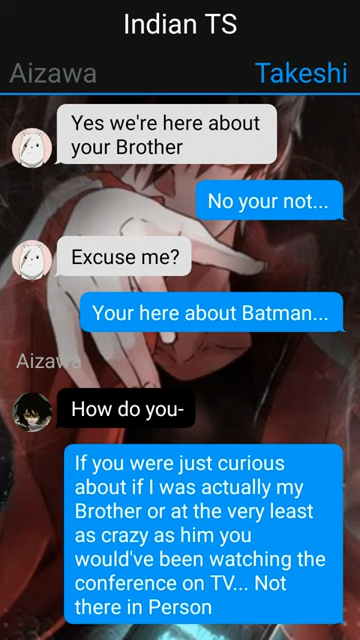 Indian TS
Aizawa
Takeshi
Yes we're here about
your Brother
No your not...
Excuse me?
Your here about Batman...
Aizawa
How do you-
If you were just curious
about if I was actually my
Brother or at the very least
as crazy as him you
would've been watching the
conference on TV... Not
there in Person